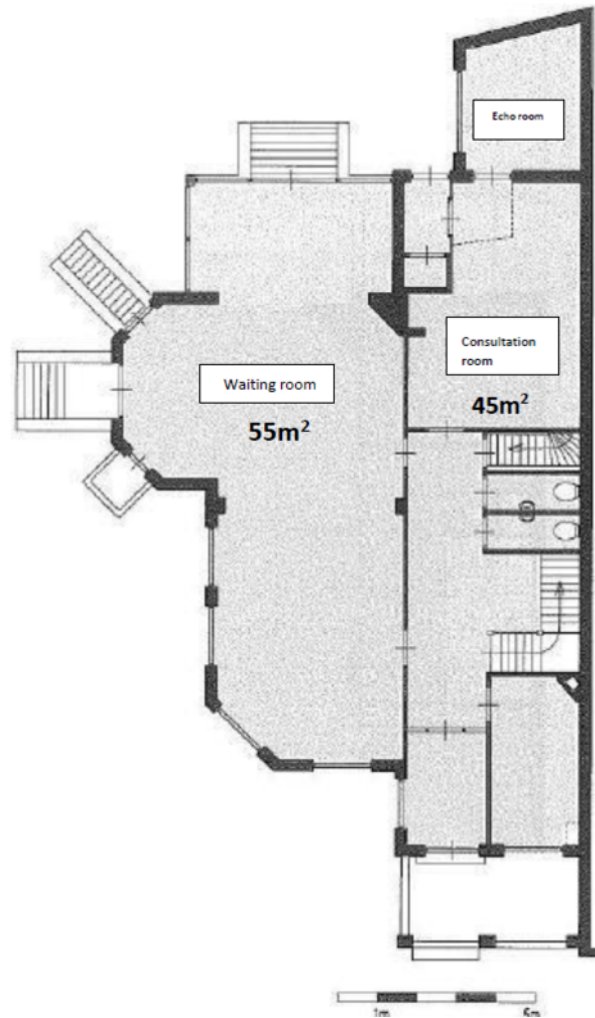 Echo room
Consultation
room
45m²
Waiting room
55m²
1m
5m